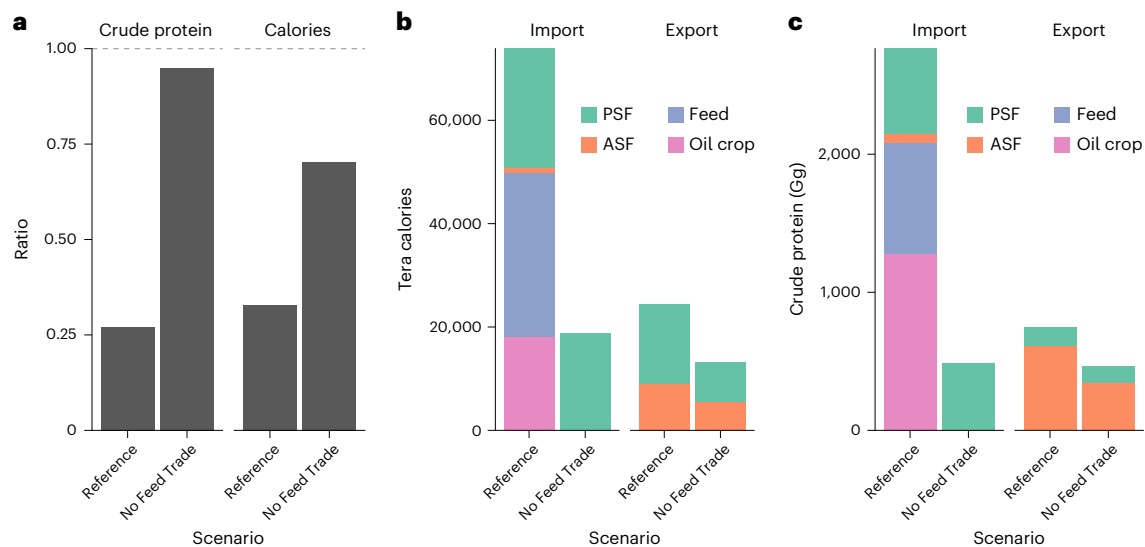 a
Crude protein Calories
1.00
0.75
0.50
0.25
0
Ratio
Reference
No Feed Trade
Reference
No Feed Trade
Scenario
b
Import Export
60,000
40,000
20,000
0
Tera calories
PSF Feed
ASF Oil crop
Reference
No Feed Trade
Reference
No Feed Trade
Scenario
c
Import Export
2,000
1,000
0
Crude protein (Gg)
PSF Feed
ASF Oil crop
Reference
No Feed Trade
Reference
No Feed Trade
Scenario